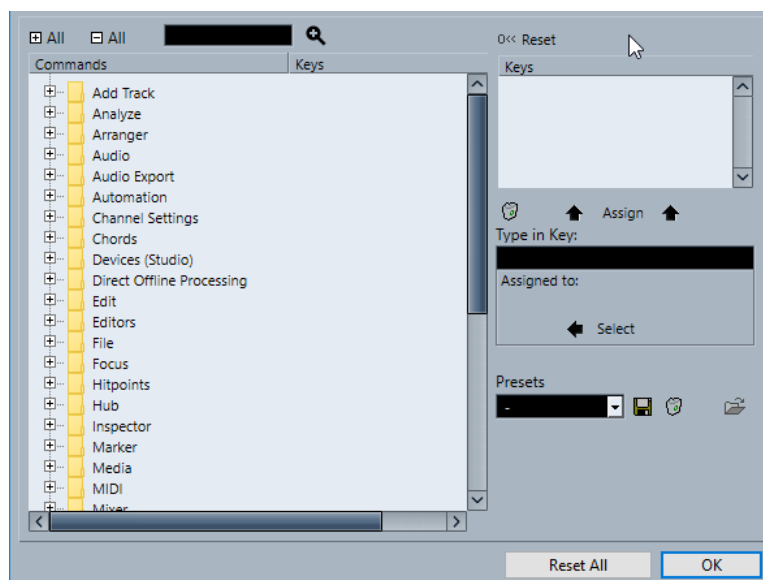 All All
0<< Reset
Commands Keys
Keys
Add Track
Analyze
Arranger
Audio
Audio Export
Automation
Channel Settings
Chords
Devices (Studio)
Direct Offline Processing
Edit
Editors
File
Focus
Hitpoints
Hub
Inspector
Marker
Media
MIDI
Mixer
Assign
Type in Key:
Assigned to:
Select
Presets
-
Reset All OK